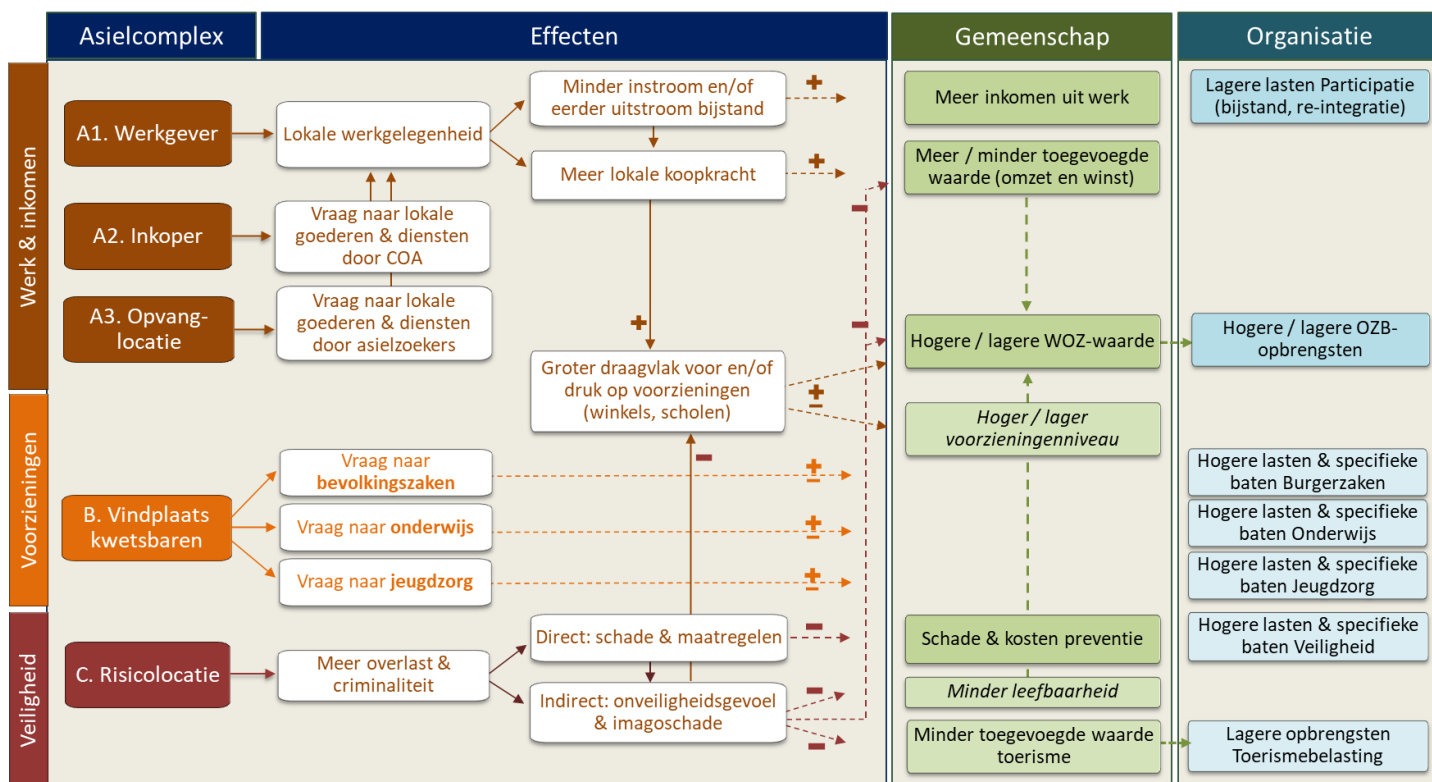 Asielcomplex
Effecten
Gemeenschap
Organisatie
Werk & inkomen
A1. Werkgever
Lokale werkgelegenheid
Minder instroom en/of
eerder uitstroom bijstand
+
Meer inkomen uit werk
Lagere lasten Participatie
(bijstand, re-integratie)
Meer lokale koopkracht
+
Meer / minder toegevoegde
waarde (omzet en winst)
–
A2. Inkoper
Vraag naar lokale
goederen & diensten
door COA
A3. Opvang-
locatie
Vraag naar lokale
goederen & diensten
door asielzoekers
+
–
Hogere / lagere WOZ-waarde
Hogere / lagere OZB-
opbrengsten
Groter draagvlak voor en/of
druk op voorzieningen
(winkels, scholen)
±
Hoger / lager
voorzieningenniveau
Voorzieningen
B. Vindplaats
kwetsbaren
Vraag naar
bevolkingszaken
–
±
Hogere lasten & specifieke
baten Burgerzaken
Vraag naar onderwijs
±
Hogere lasten & specifieke
baten Onderwijs
Vraag naar jeugdzorg
±
Hogere lasten & specifieke
baten Jeugdzorg
Veiligheid
C. Risicolocatie
Meer overlast &
criminaliteit
Direct: schade & maatregelen
–
Schade & kosten preventie
Hogere lasten & specifieke
baten Veiligheid
Indirect: onveiligheidsgevoel
& imagoschade
–
–
Minder leefbaarheid
Minder toegevoegde waarde
toerisme
Lagere opbrengsten
Toerismebelasting